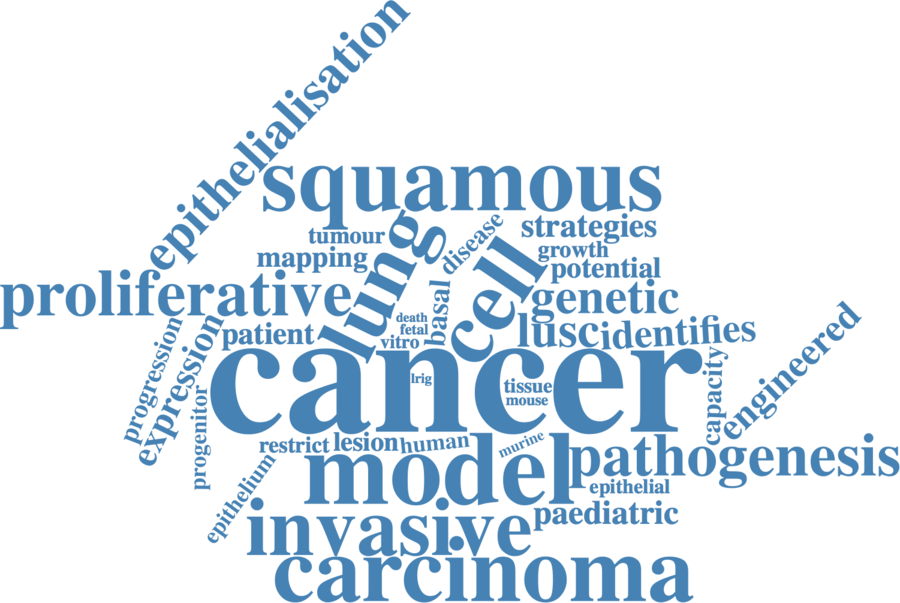 epithelialisation
squamous
tumour
lung
disease
strategies
mapping
cell
growth
potential
proliferative
basal
genetic
death
fetal
vitro
patient
lusc
identifies
progression
expression
cancer
lrig
tissue
mouse
capacity
engineered
progenitor
restrict
lesion
human
murine
model
pathogenesis
epithelium
epithelial
invasive
paediatric
carcinoma